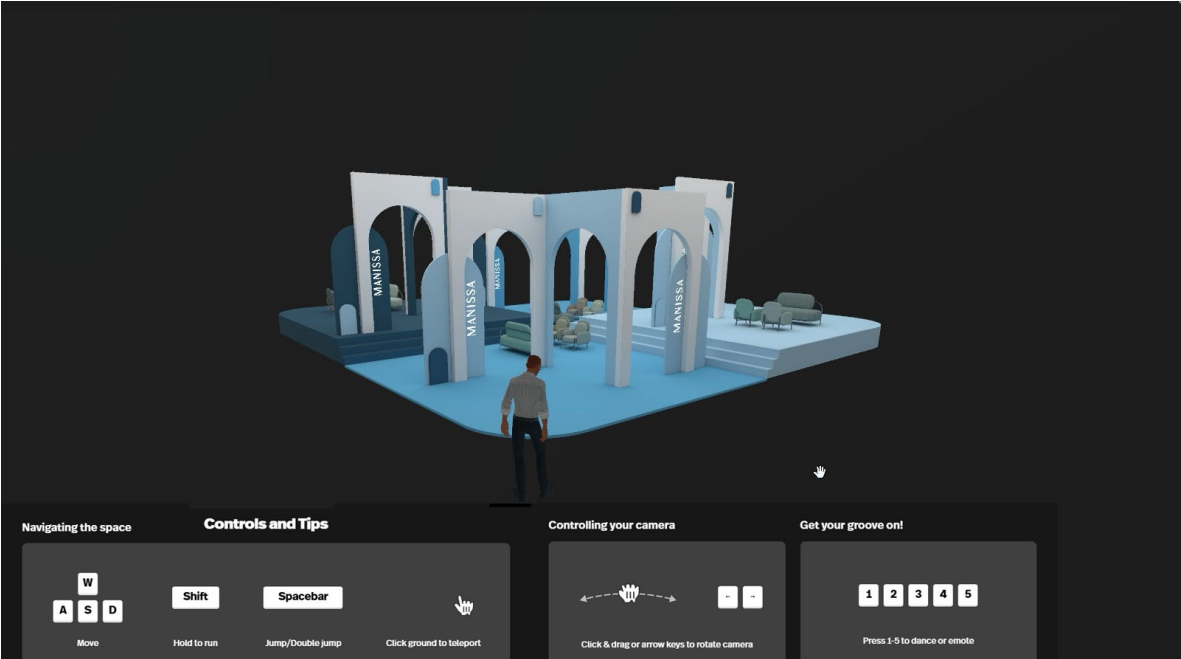 MANISSA
MANISSA
MANISSA
MANISSA
Navigating the space
Controls and Tips
Controlling your camera
Get your groove on!
W
A S D
Shift
Spacebar
← →
1 2 3 4 5
Move
Hold to run
Jump/Double jump
Click ground to teleport
Click & drag or arrow keys to rotate camera
Press 1-5 to dance or emote